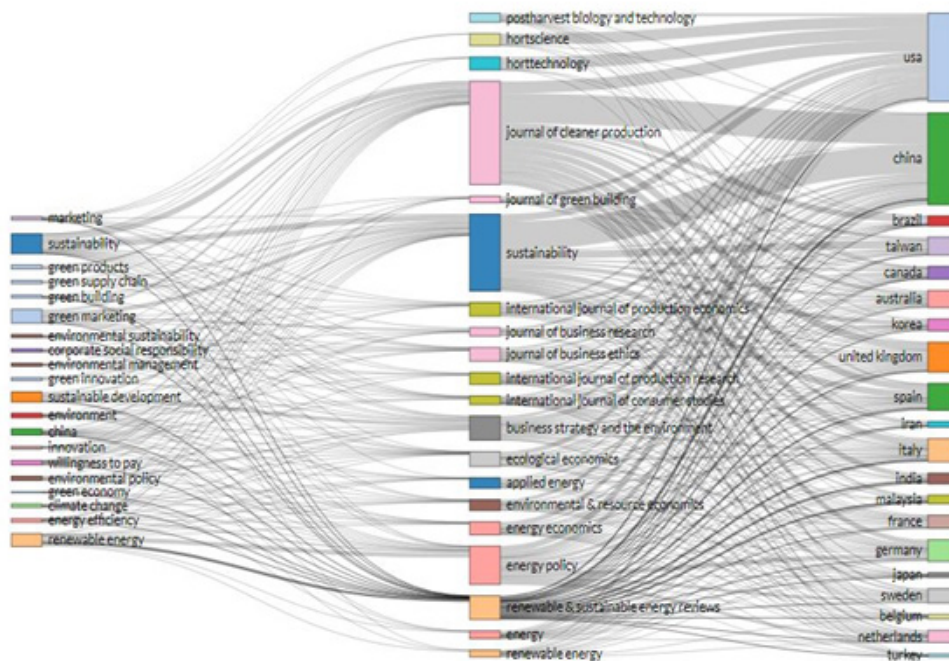 marketing
sustainability
green products
green supply chain
green building
green marketing
environmental sustainability
corporate social responsibility
environmental management
green innovation
sustainable development
environment
china
innovation
willingness to pay
environmental policy
green economy
climate change
energy efficiency
renewable energy
postharvest biology and technology
hortscience
horttechnology
journal of cleaner production
journal of green building
sustainability
international journal of production economics
journal of business research
journal of business ethics
international journal of production research
international journal of consumer studies
business strategy and the environment
ecological economics
applied energy
environmental & resource economics
energy economics
energy policy
renewable & sustainable energy reviews
energy
renewable energy
usa
china
brazil
taiwan
canada
australia
korea
united kingdom
spain
iran
italy
india
malaysia
france
germany
japan
sweden
belgium
netherlands
turkey